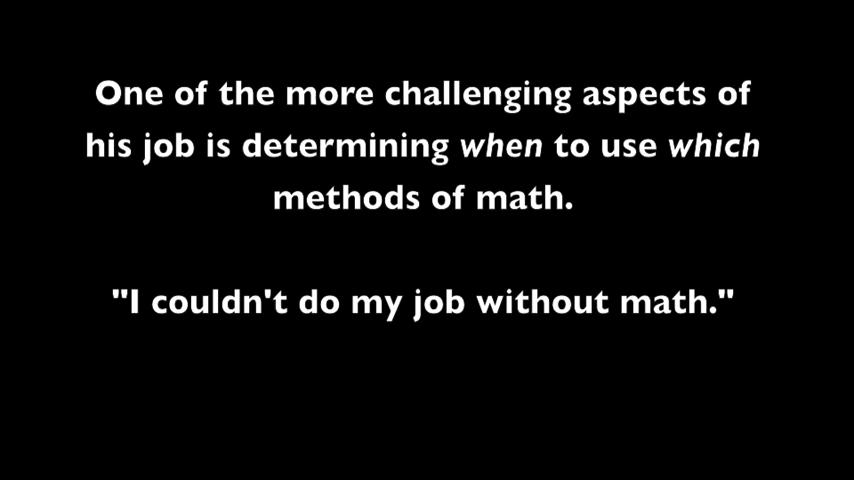 One of the more challenging aspects of
his job is determining when to use which
methods of math.
"I couldn't do my job without math."